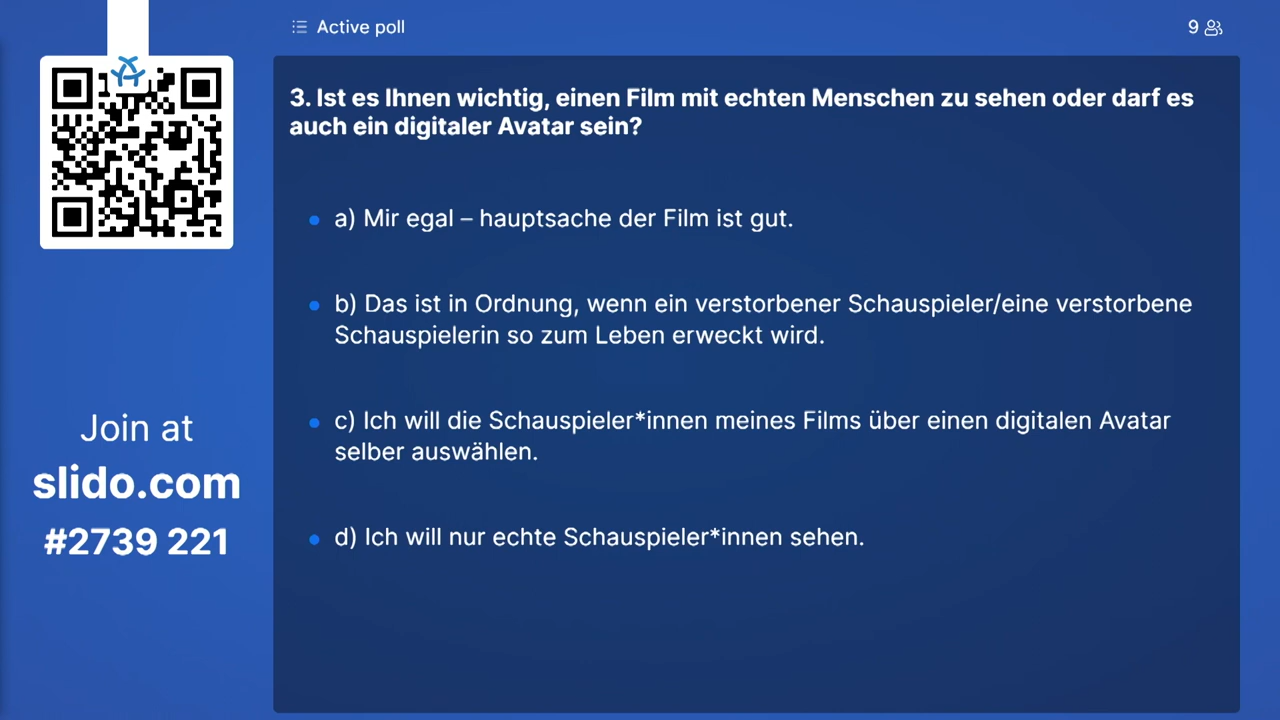 Active poll
9
3. Ist es Ihnen wichtig, einen Film mit echten Menschen zu sehen oder darf es
auch ein digitaler Avatar sein?
a) Mir egal – hauptsache der Film ist gut.
b) Das ist in Ordnung, wenn ein verstorbener Schauspieler/eine verstorbene
Schauspielerin so zum Leben erweckt wird.
c) Ich will die Schauspieler*innen meines Films über einen digitalen Avatar
selber auswählen.
d) Ich will nur echte Schauspieler*innen sehen.
Join at
slido.com
#2739 221